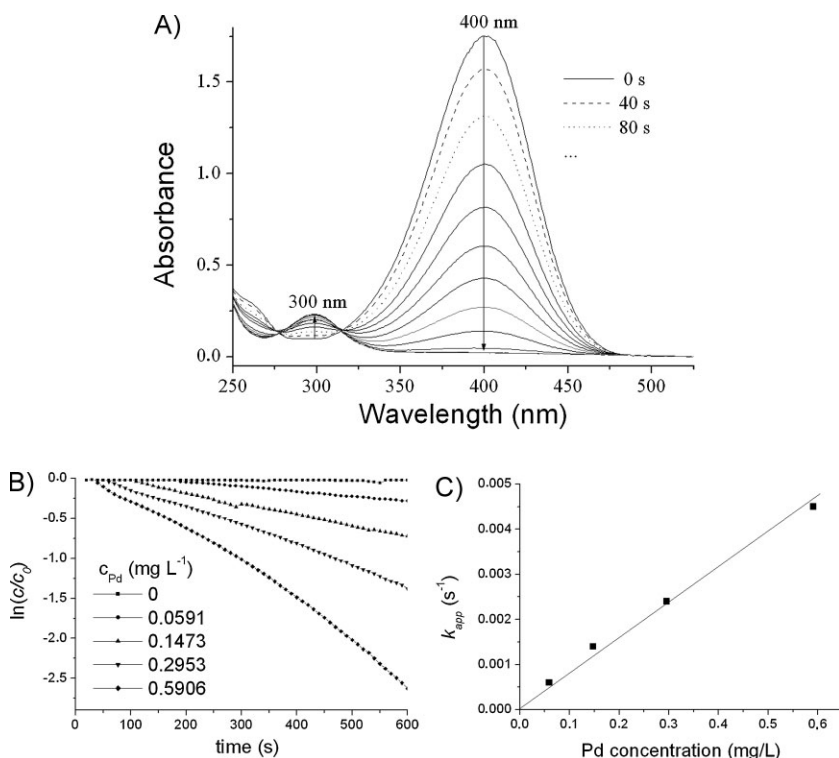 A)
400 nm
0 s
40 s
80 s
...
300 nm
Absorbance
1.5
1.0
0.5
0.0
250 300 350 400 450 500
Wavelength (nm)
B)
ln(c/c₀)
0.0
-0.5
-1.0
-1.5
-2.0
-2.5
c_Pd (mg L⁻¹)
0
0.0591
0.1473
0.2953
0.5906
0 100 200 300 400 500 600
time (s)
C)
k_app (s⁻¹)
0.005
0.004
0.003
0.002
0.001
0.000
0.0 0.1 0.2 0.3 0.4 0.5 0,6
Pd concentration (mg/L)